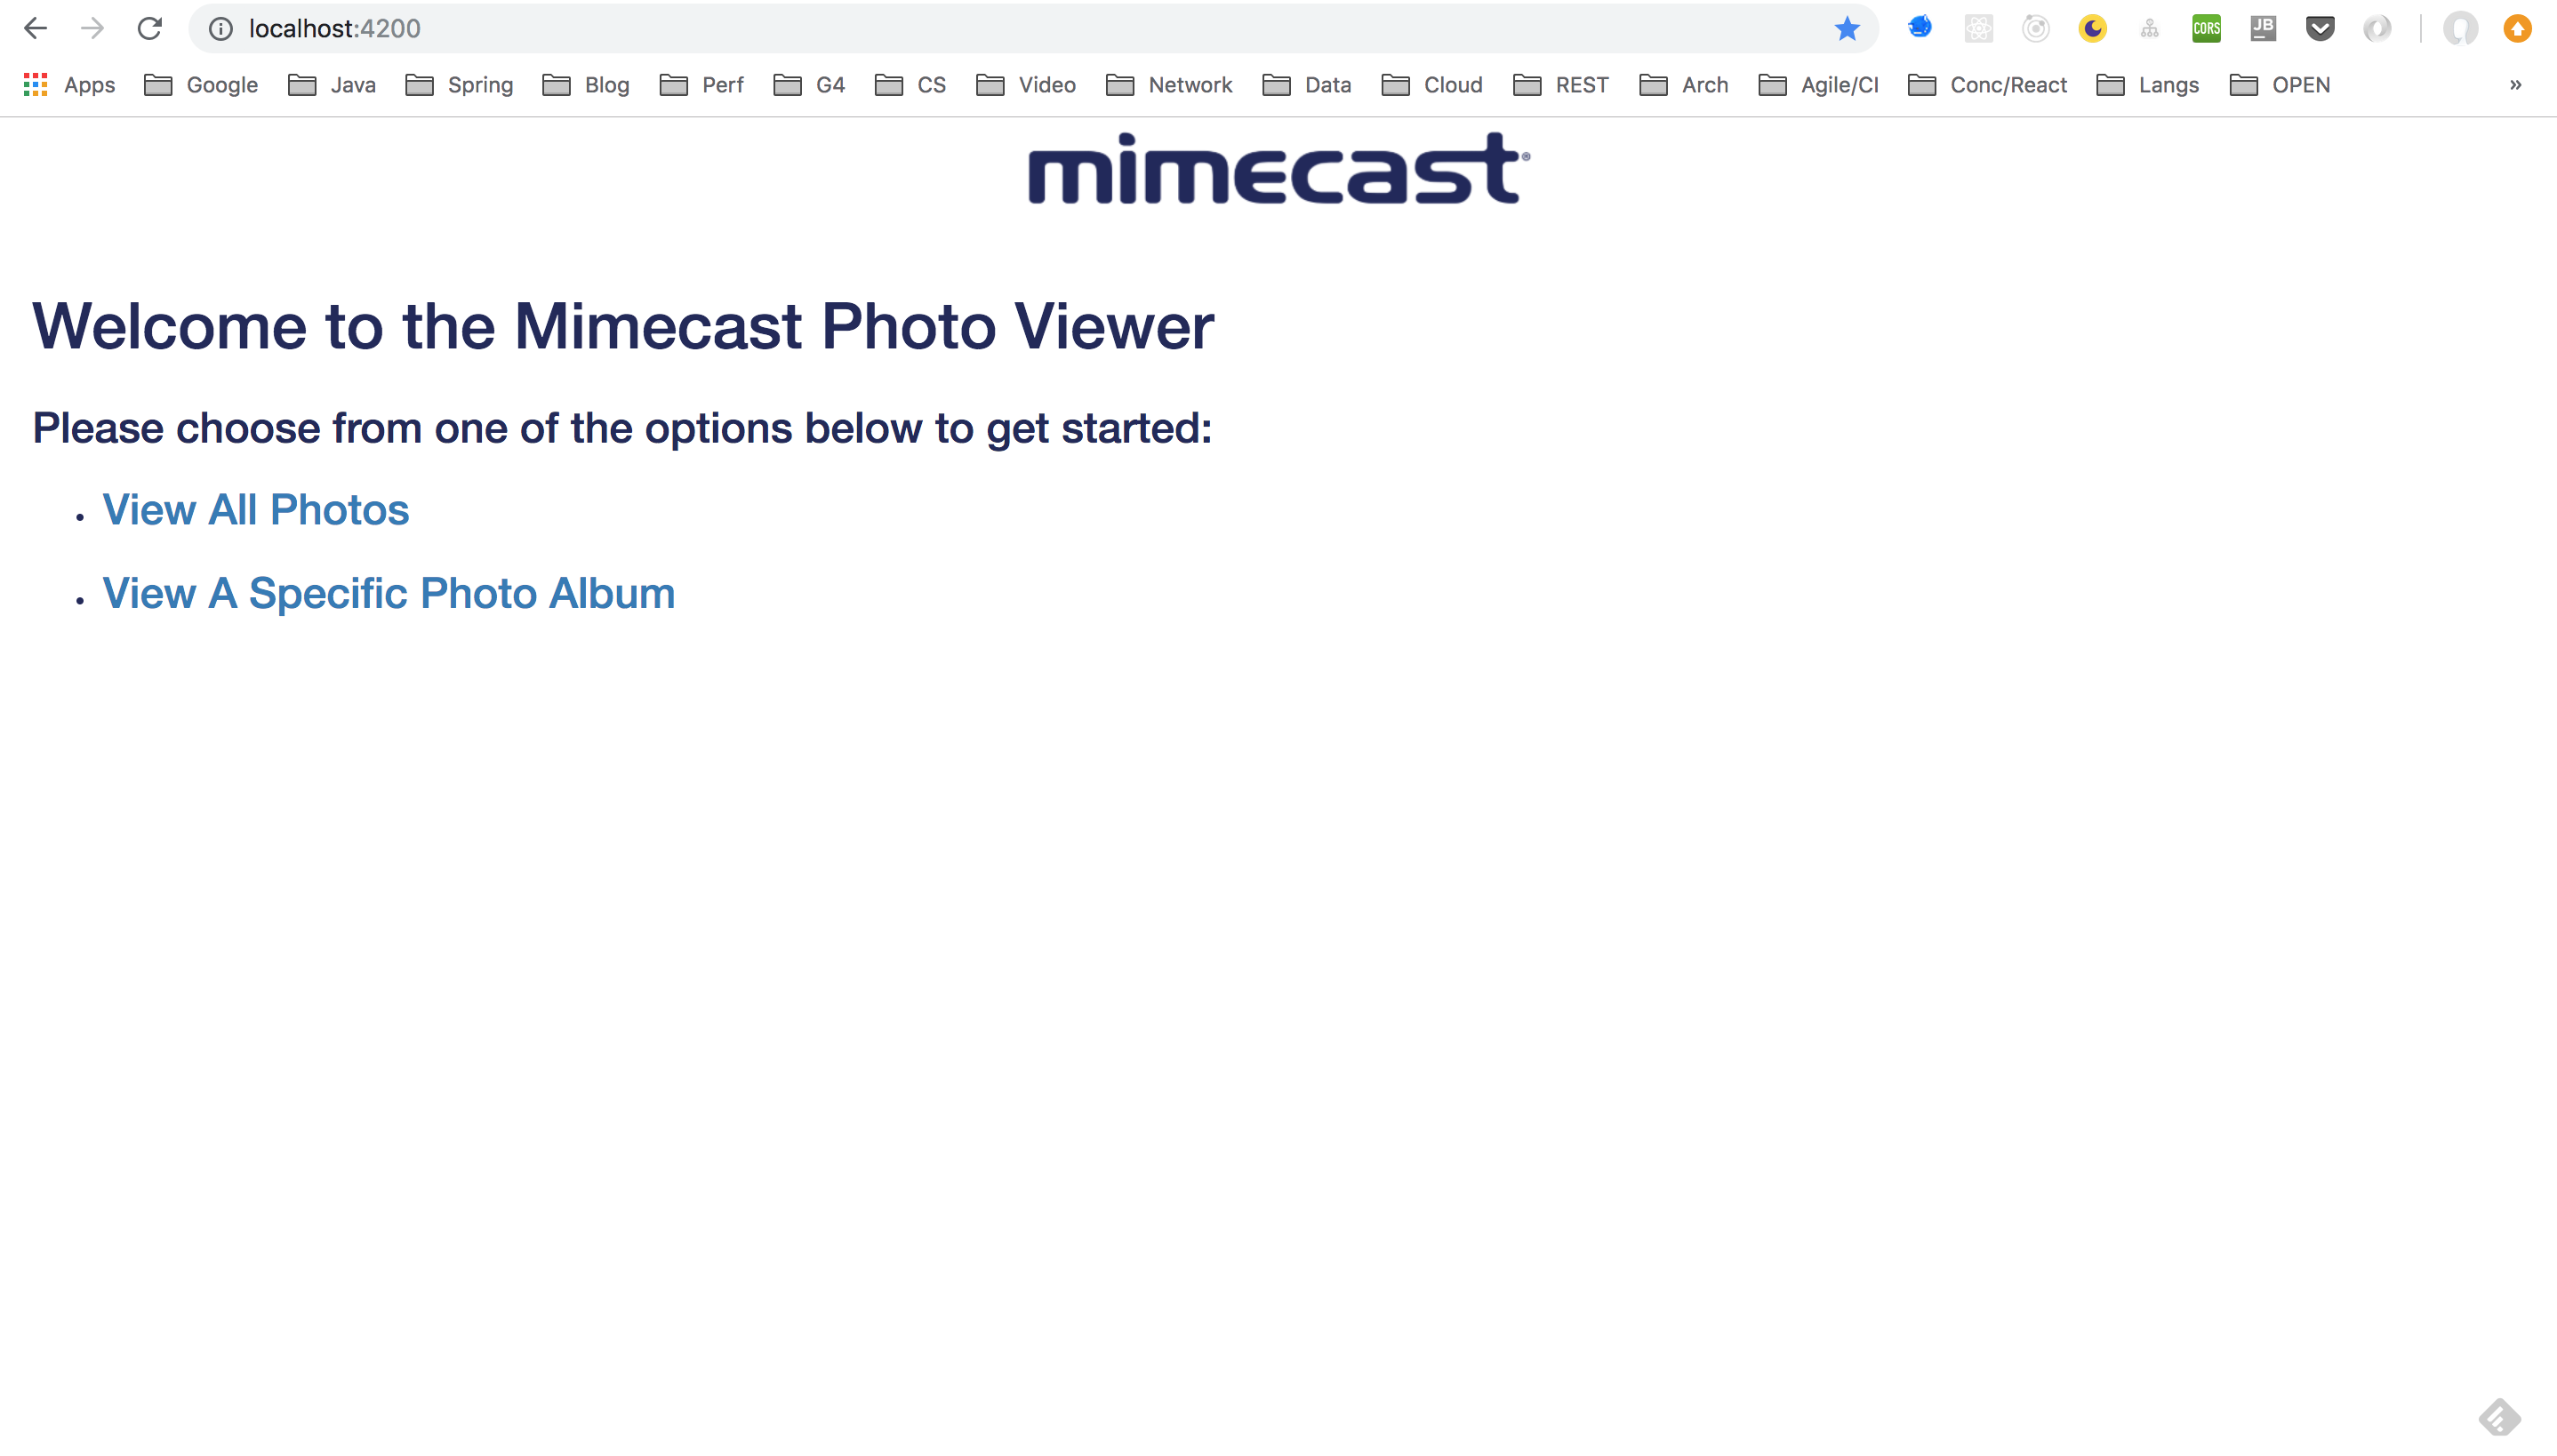 localhost:4200
CORS
JB
Apps Google Java Spring Blog Perf G4 CS Video Network Data Cloud REST Arch Agile/CI Conc/React Langs OPEN »
mimecast®
Welcome to the Mimecast Photo Viewer
Please choose from one of the options below to get started:
• View All Photos
• View A Specific Photo Album